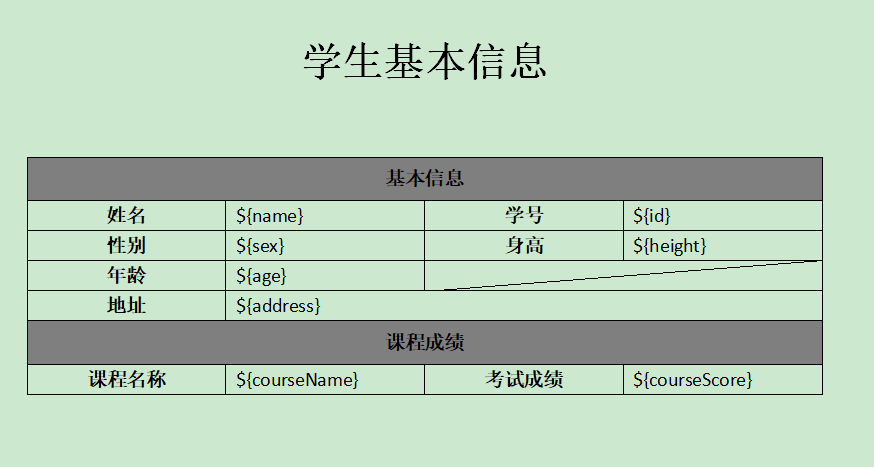 学生基本信息
基本信息
姓名 ${name} 学号 ${id}
性别 ${sex} 身高 ${height}
年龄 ${age}
地址 ${address}
课程成绩
课程名称 ${courseName} 考试成绩 ${courseScore}